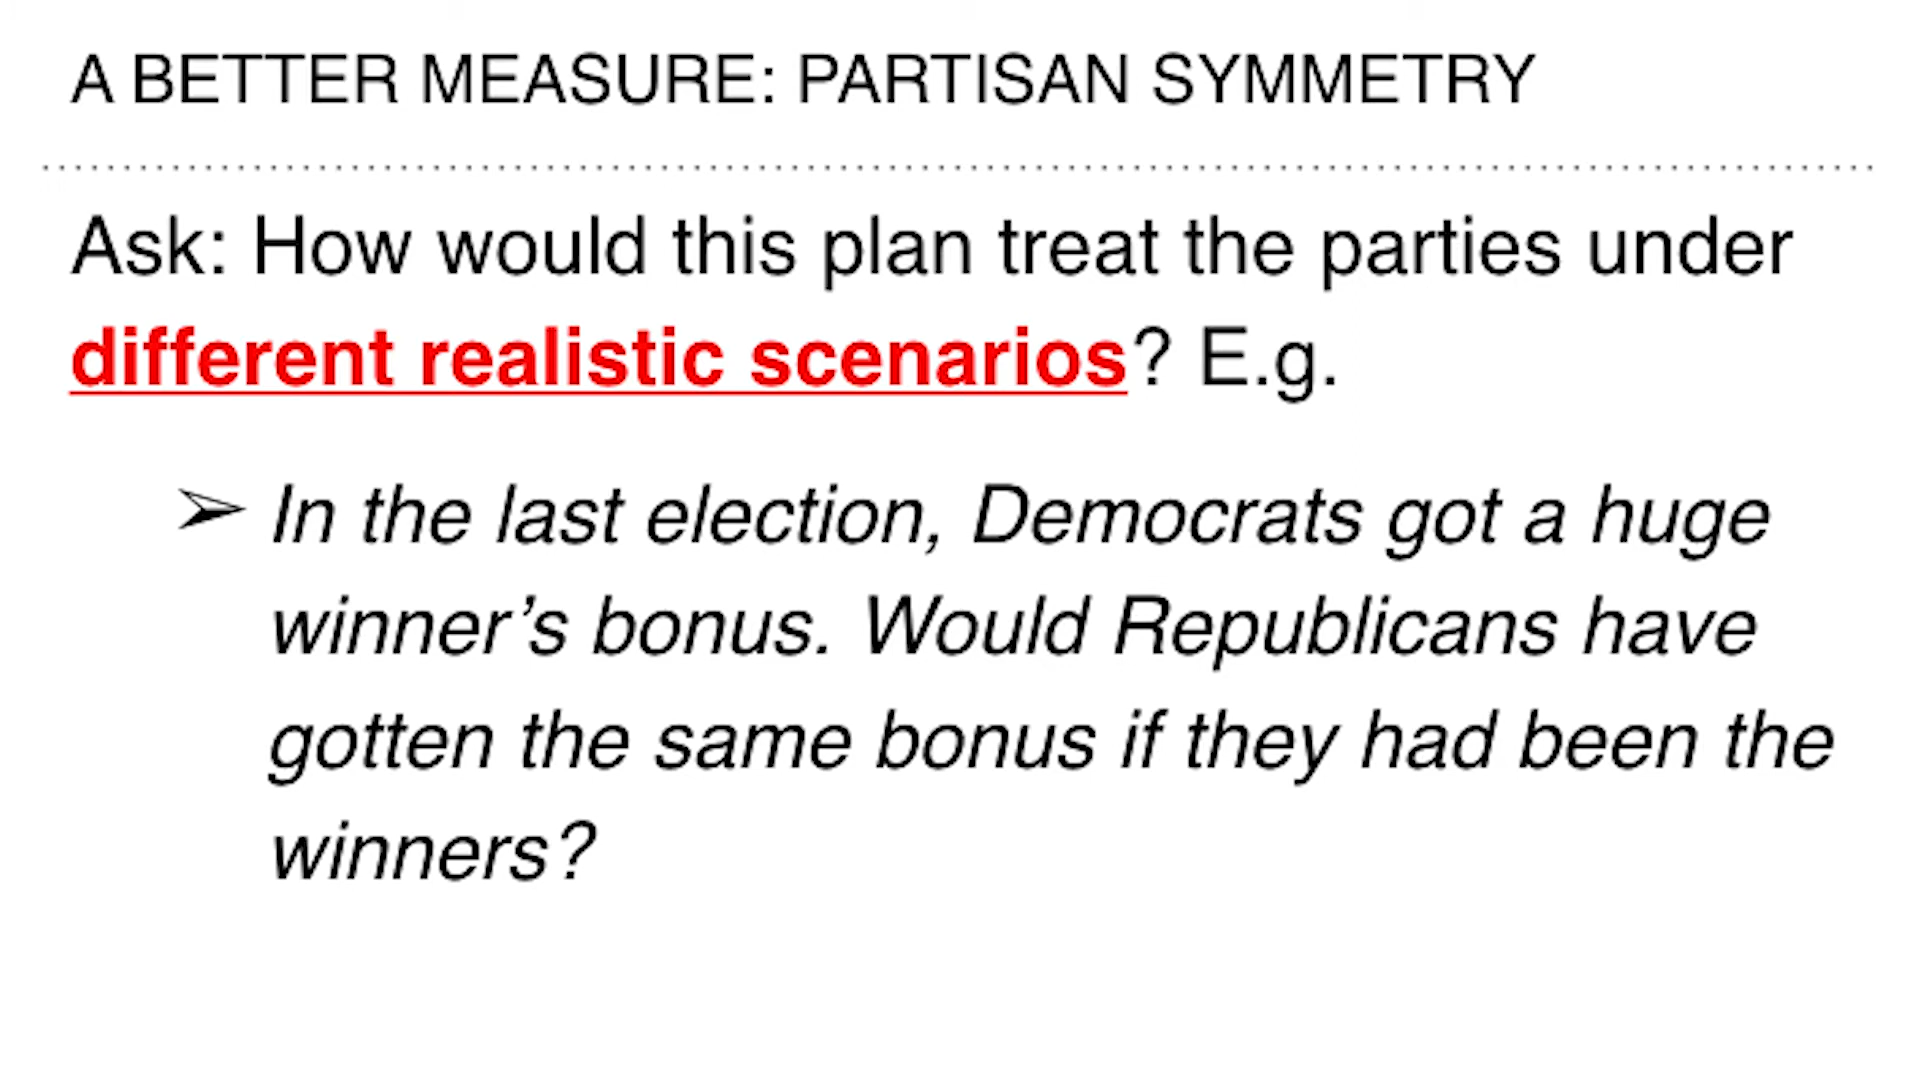 A BETTER MEASURE: PARTISAN SYMMETRY
Ask: How would this plan treat the parties under
different realistic scenarios? E.g.
➢ In the last election, Democrats got a huge
winner’s bonus. Would Republicans have
gotten the same bonus if they had been the
winners?